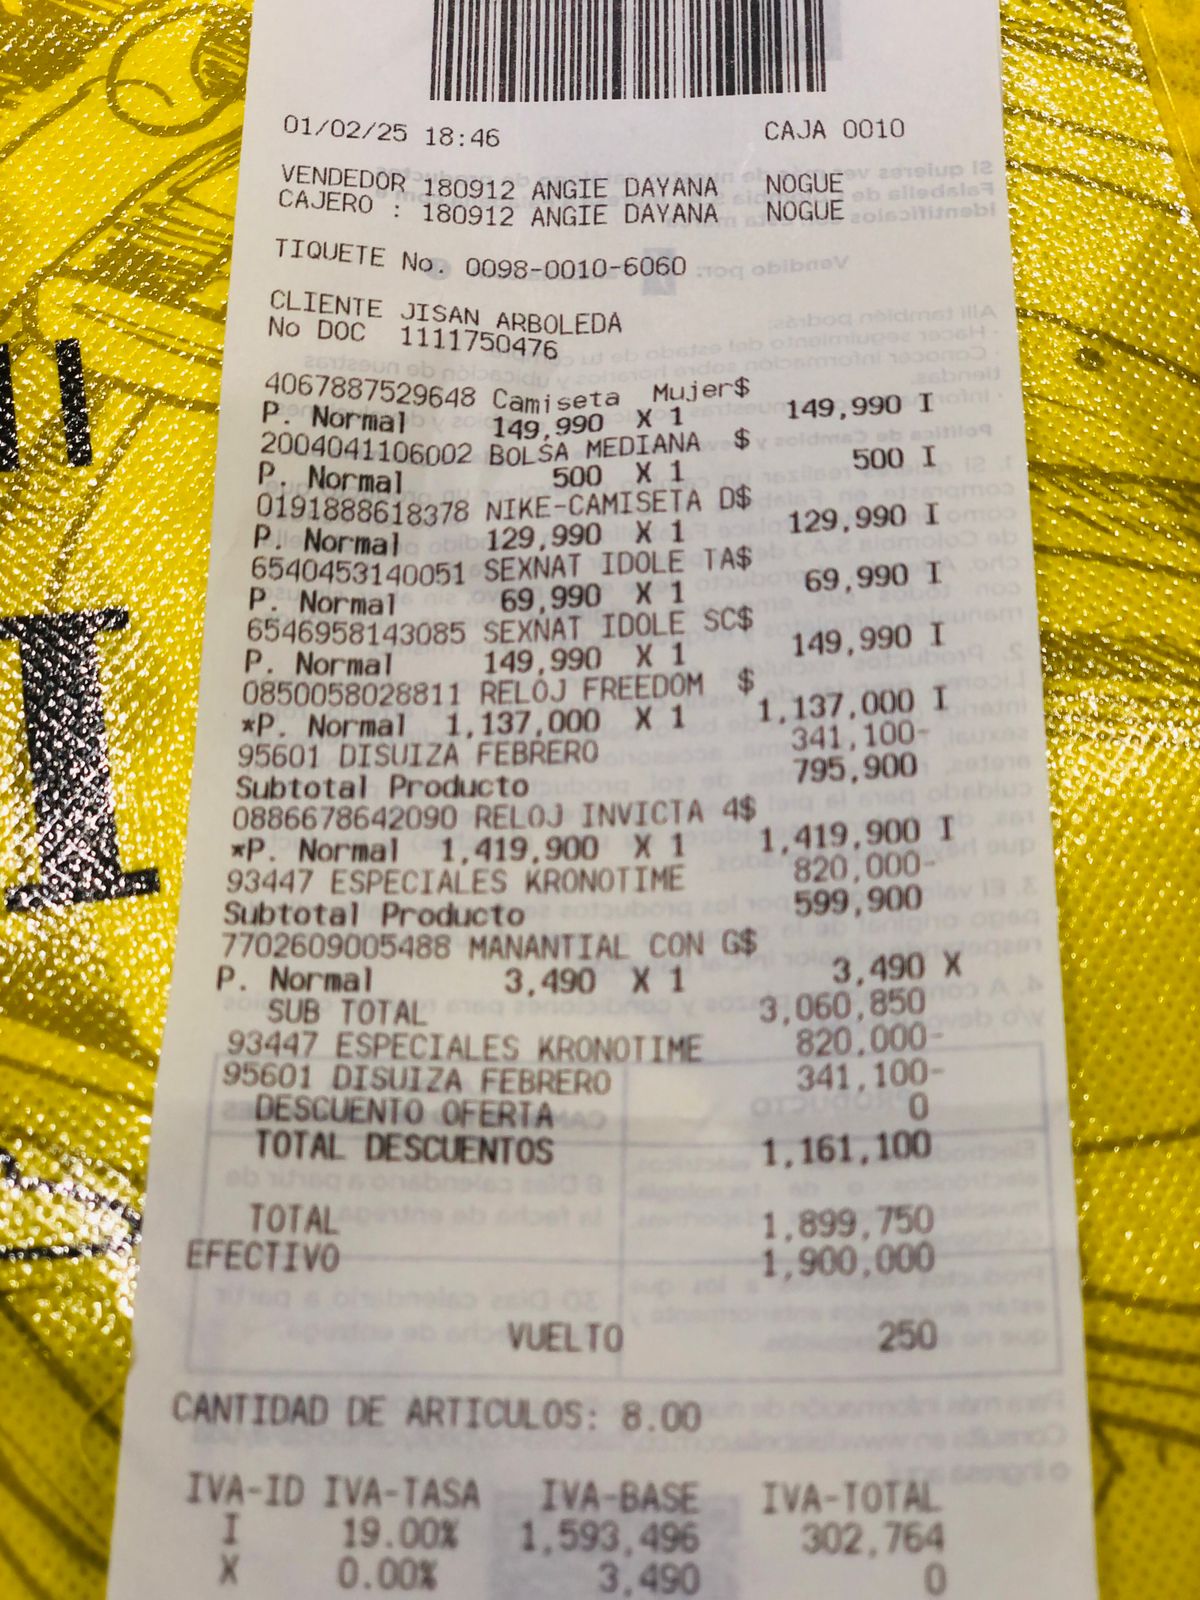 01/02/25 18:46 CAJA 0010
VENDEDOR 180912 ANGIE DAYANA NOGUE
CAJERO : 180912 ANGIE DAYANA NOGUE
TIQUETE No. 0098-0010-6060
CLIENTE JISAN ARBOLEDA
No DOC 1111750476
4067887529648 Camiseta Mujer$
P. Normal 149,990 X 1 149,990 I
2004041106002 BOLSA MEDIANA $
P. Normal 500 X 1 500 I
0191888618378 NIKE-CAMISETA D$
P. Normal 129,990 X 1 129,990 I
6540453140051 SEXNAT IDOLE TA$
P. Normal 69,990 X 1 69,990 I
6546958143085 SEXNAT IDOLE SC$
P. Normal 149,990 X 1 149,990 I
0850058028811 RELOJ FREEDOM $
*P. Normal 1,137,000 X 1 1,137,000 I
95601 DISUIZA FEBRERO 341,100-
Subtotal Producto 795,900
0886678642090 RELOJ INVICTA 4$
*P. Normal 1,419,900 X 1 1,419,900 I
93447 ESPECIALES KRONOTIME 820,000-
Subtotal Producto 599,900
7702609005488 MANANTIAL CON G$
P. Normal 3,490 X 1 3,490 X
SUB TOTAL 3,060,850
93447 ESPECIALES KRONOTIME 820,000-
95601 DISUIZA FEBRERO 341,100-
DESCUENTO OFERTA 0
TOTAL DESCUENTOS 1,161,100
TOTAL 1,899,750
EFECTIVO 1,900,000
VUELTO 250
CANTIDAD DE ARTICULOS: 8.00
IVA-ID IVA-TASA IVA-BASE IVA-TOTAL
I 19.00% 1,593,496 302,764
X 0.00% 3,490 0